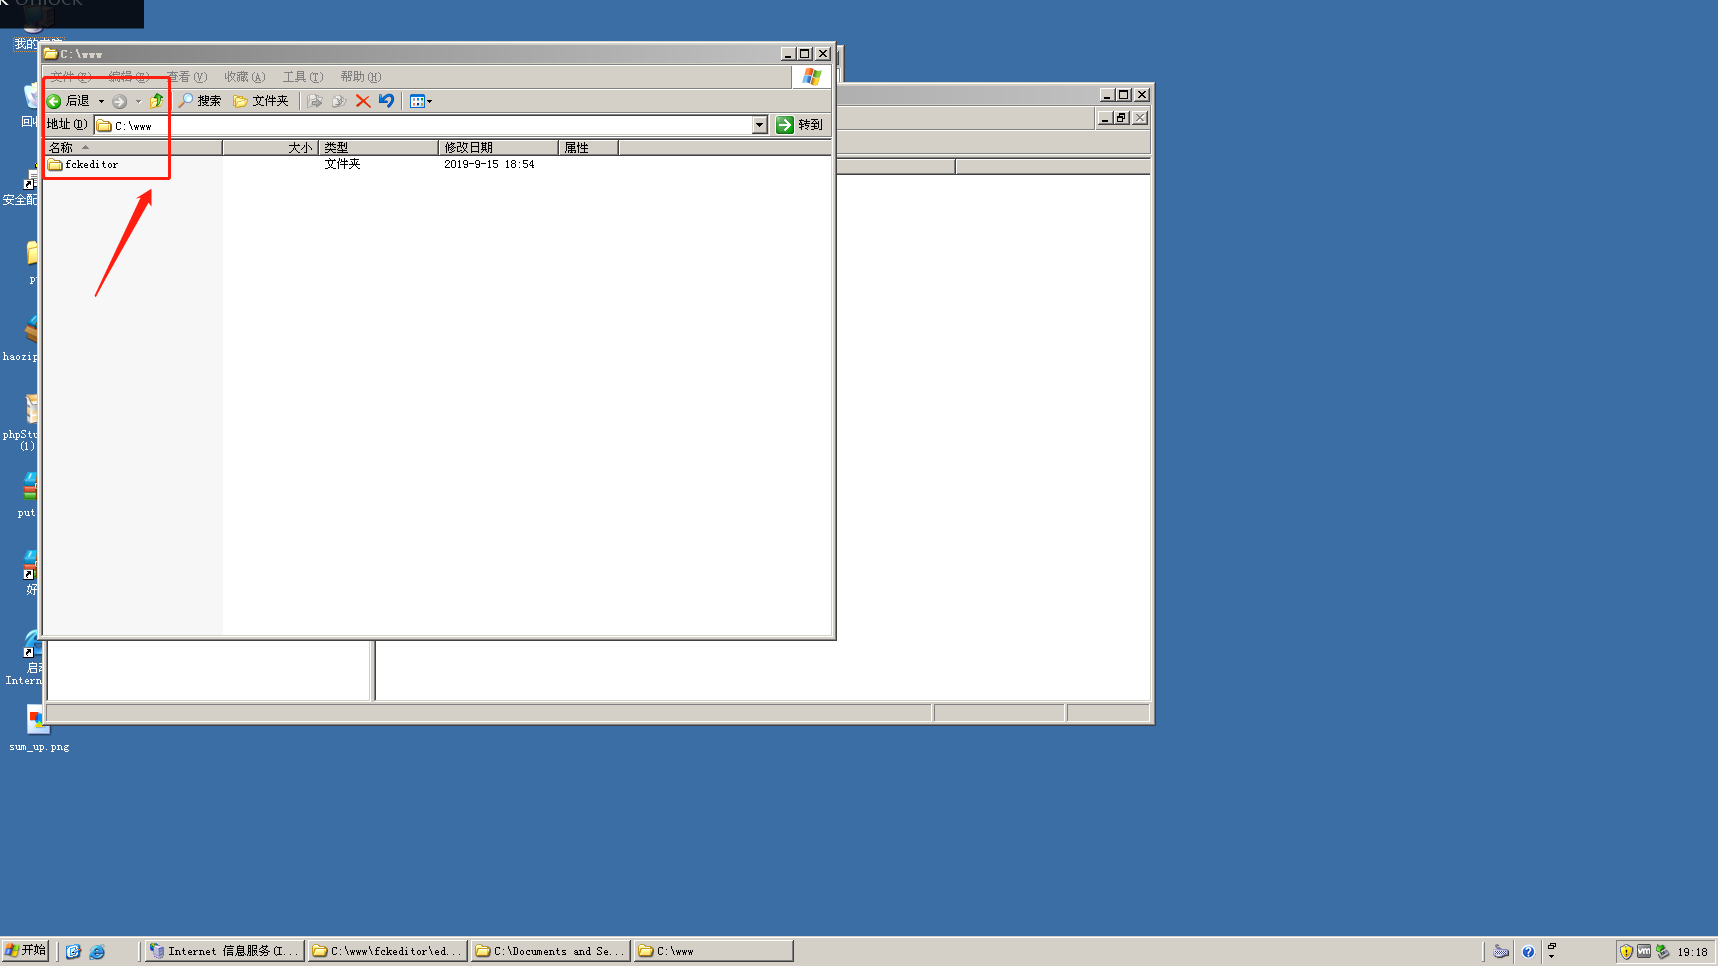 Unlock
我的电脑
C:\www
文件(F) 编辑(E) 查看(V) 收藏(A) 工具(T) 帮助(H)
后退 搜索 文件夹
地址(D) C:\www 转到
名称 大小 类型 修改日期 属性
fckeditor 文件夹 2019-9-15 18:54
回收
安全配
haozip
phpStu
(1)
put
好
启动
Intern
sum_up.png
开始 Internet 信息服务(I... C:\www\fckeditor\ed... C:\Documents and Se... C:\www 19:18